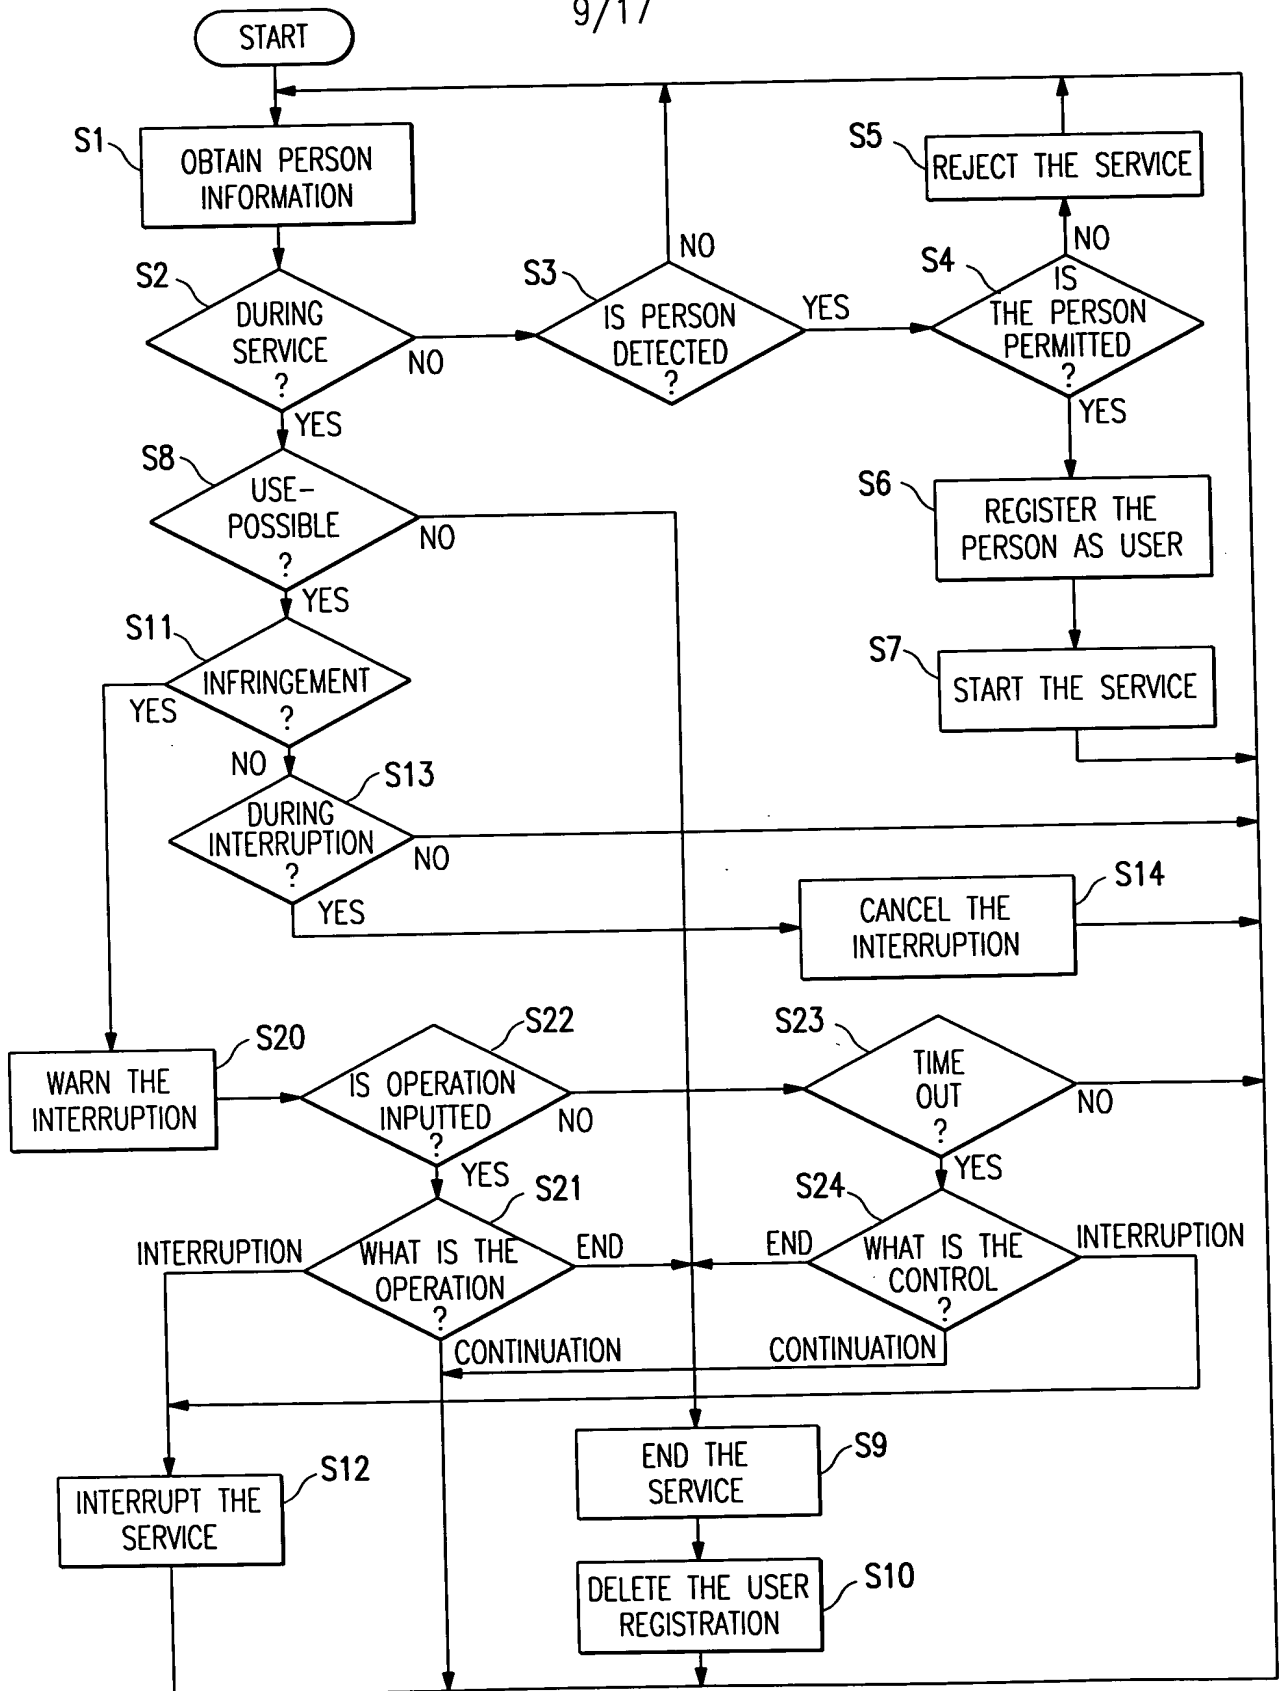 9/17
START
S1
OBTAIN PERSON
INFORMATION
S5
REJECT THE SERVICE
NO
NO
S2
DURING
SERVICE
?
NO
YES
S3
IS PERSON
DETECTED
?
YES
S4
IS
THE PERSON
PERMITTED
?
YES
S8
USE-
POSSIBLE
?
NO
YES
S6
REGISTER THE
PERSON AS USER
S11
INFRINGEMENT
?
YES
NO
S7
START THE SERVICE
S13
DURING
INTERRUPTION
?
NO
YES
S14
CANCEL THE
INTERRUPTION
S20
WARN THE
INTERRUPTION
S22
IS OPERATION
INPUTTED
?
NO
YES
S23
TIME
OUT
?
NO
YES
S21
INTERRUPTION
WHAT IS THE
OPERATION
?
END
CONTINUATION
S24
END
WHAT IS THE
CONTROL
?
INTERRUPTION
CONTINUATION
S9
END THE
SERVICE
S12
INTERRUPT THE
SERVICE
S10
DELETE THE USER
REGISTRATION